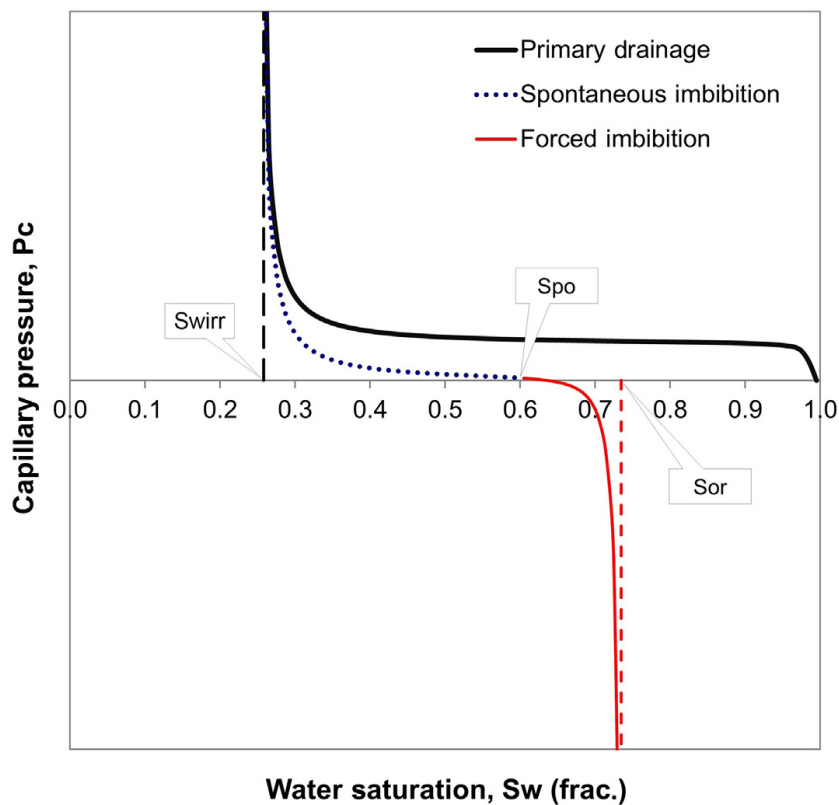 Primary drainage
Spontaneous imbibition
Forced imbibition
Capillary pressure, Pc
Swirr
Spo
0.0 0.1 0.2 0.3 0.4 0.5 0.6 0.7 0.8 0.9 1.0
Sor
Water saturation, Sw (frac.)